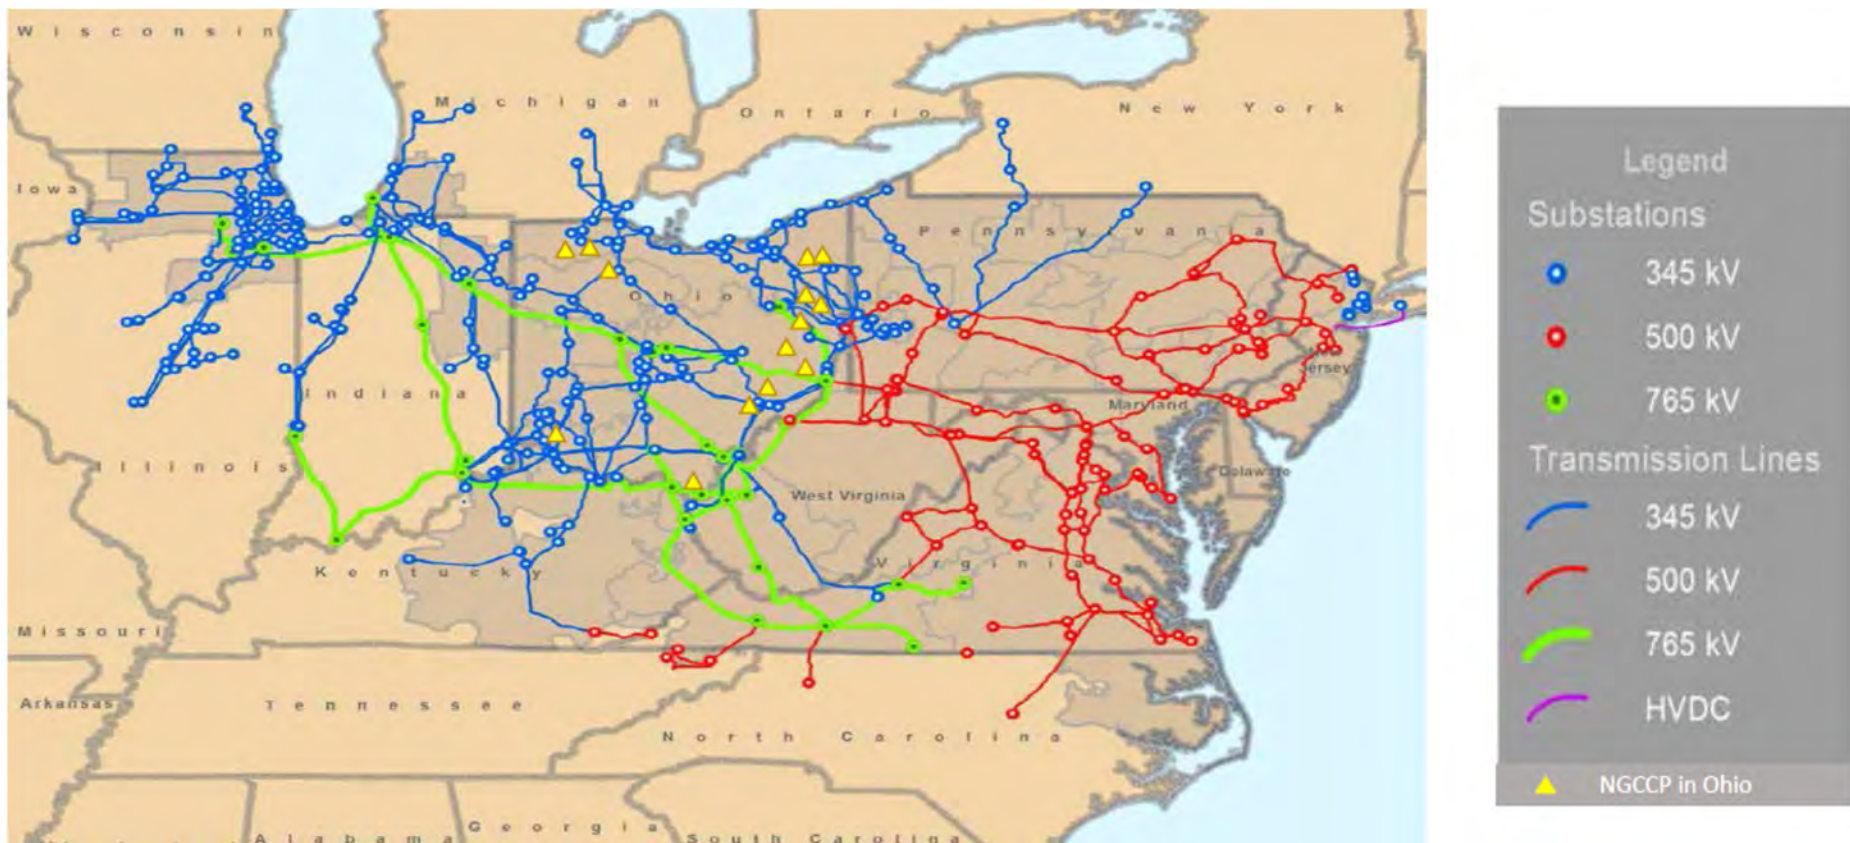 Wisconsin
Michigan
Ontario
New York
Iowa
Pennsylvania
Ohio
Jersey
Indiana
Maryland
Illinois
Delaware
West Virginia
Virginia
Kentucky
Missouri
Arkansas
Tennessee
North Carolina
Georgia
Alabama
South Carolina
Legend
Substations
345 kV
500 kV
765 kV
Transmission Lines
345 kV
500 kV
765 kV
HVDC
NGCCP in Ohio